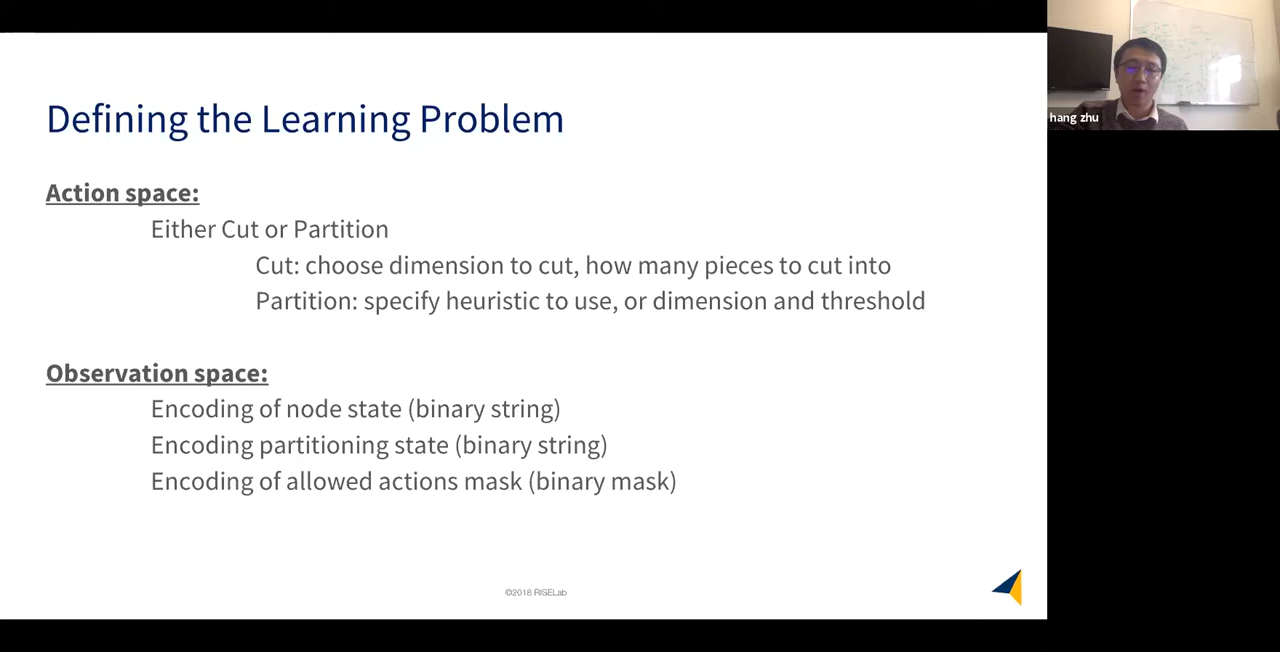 Defining the Learning Problem
Action space:
Either Cut or Partition
Cut: choose dimension to cut, how many pieces to cut into
Partition: specify heuristic to use, or dimension and threshold
Observation space:
Encoding of node state (binary string)
Encoding partitioning state (binary string)
Encoding of allowed actions mask (binary mask)
©2018 RISELab
hang zhu